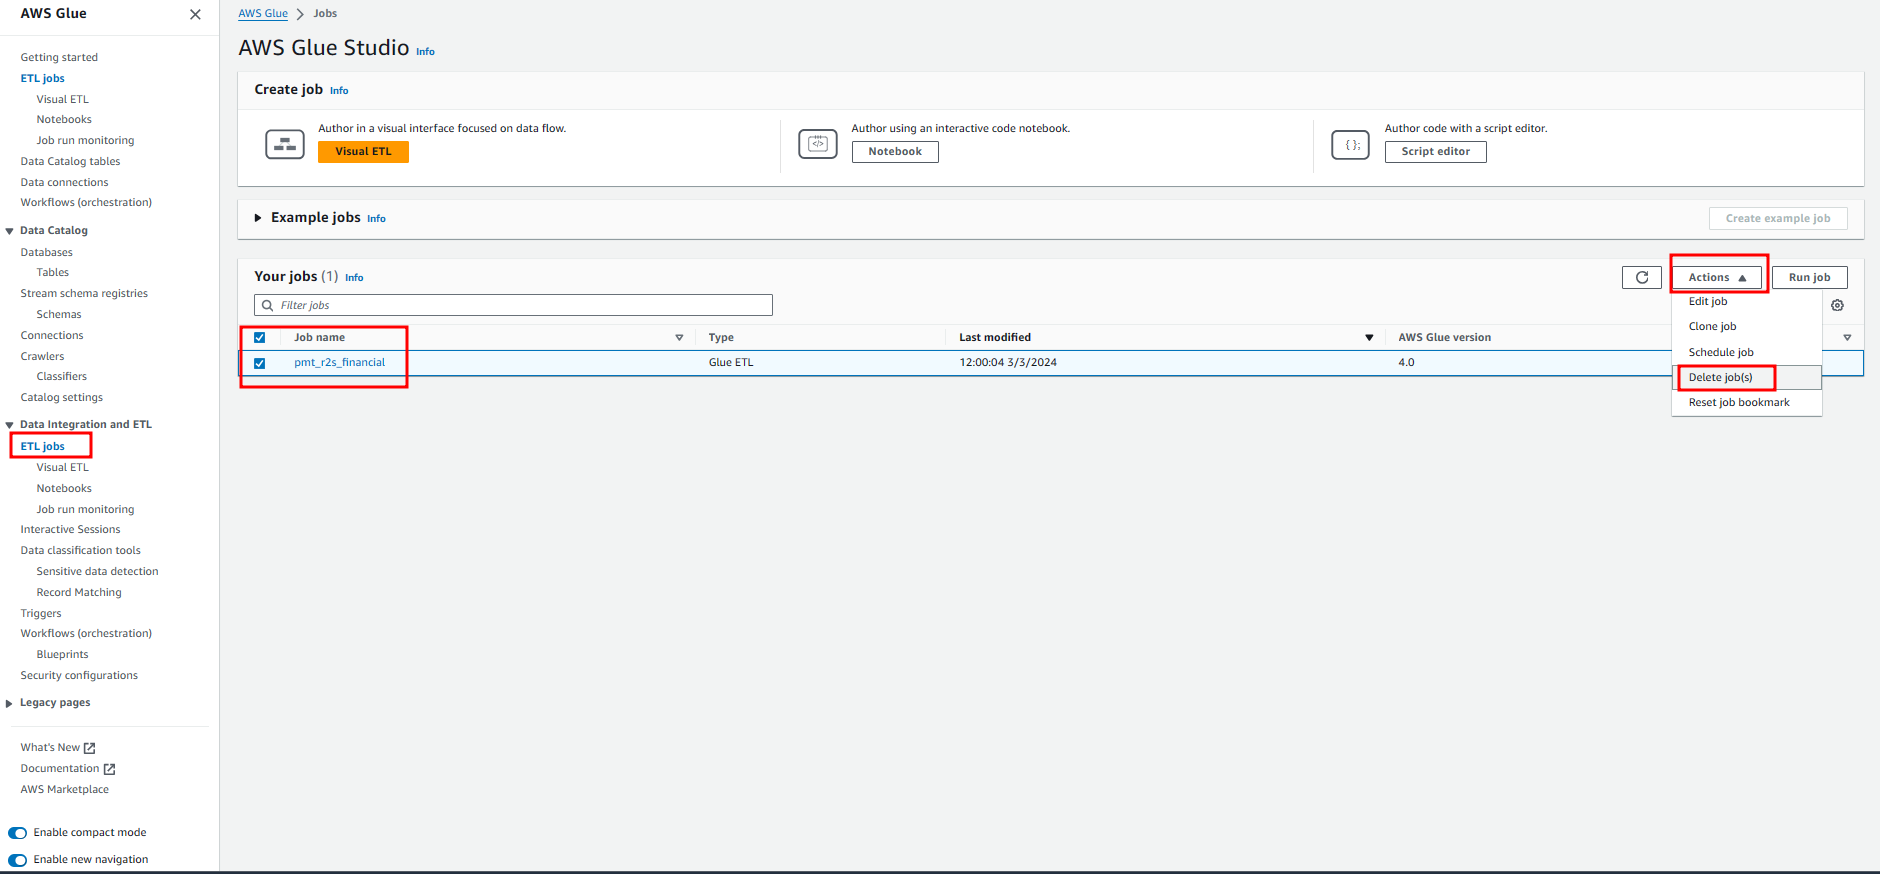 AWS Glue
Getting started
ETL jobs
Visual ETL
Notebooks
Job run monitoring
Data Catalog tables
Data connections
Workflows (orchestration)
Data Catalog
Databases
Tables
Stream schema registries
Schemas
Connections
Crawlers
Classifiers
Catalog settings
Data Integration and ETL
ETL jobs
Visual ETL
Notebooks
Job run monitoring
Interactive Sessions
Data classification tools
Sensitive data detection
Record Matching
Triggers
Workflows (orchestration)
Blueprints
Security configurations
Legacy pages
What's New
Documentation
AWS Marketplace
Enable compact mode
Enable new navigation
AWS Glue > Jobs
AWS Glue Studio Info
Create job Info
Author in a visual interface focused on data flow.
Visual ETL
Author using an interactive code notebook.
Notebook
Author code with a script editor.
Script editor
Example jobs Info
Create example job
Your jobs (1) Info
Actions
Run job
Filter jobs
Job name Type Last modified AWS Glue version
pmt_r2s_financial Glue ETL 12:00:04 3/3/2024 4.0
Edit job
Clone job
Schedule job
Delete job(s)
Reset job bookmark